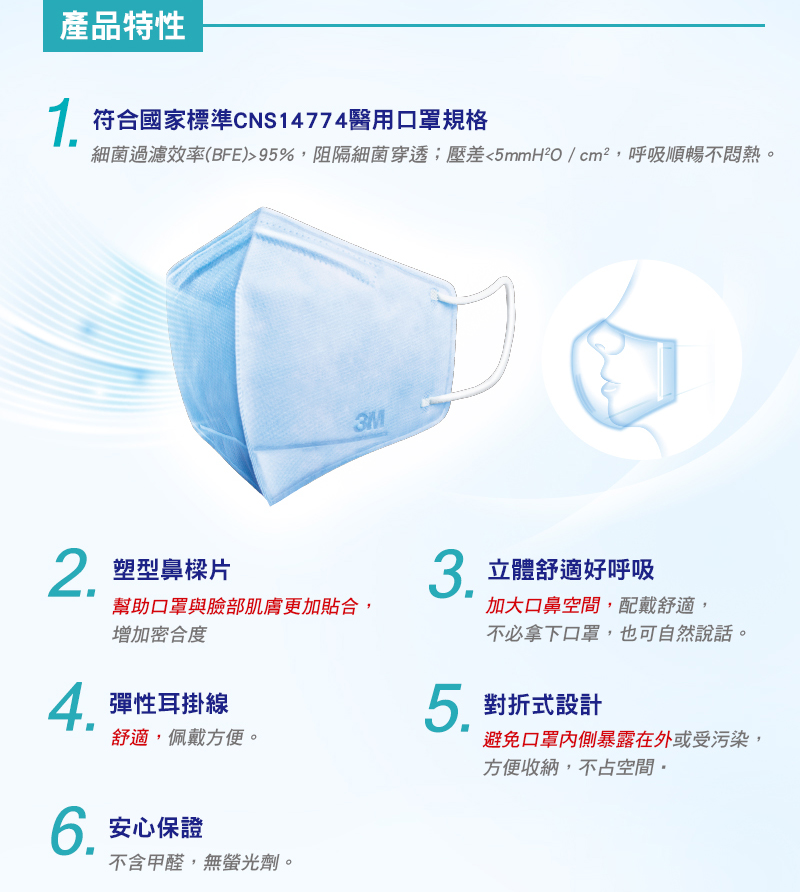 產品特性
1. 符合國家標準CNS14774醫用口罩規格
細菌過濾效率(BFE)>95%，阻隔細菌穿透；壓差<5mmH²O / cm²，呼吸順暢不悶熱。
3M
2. 塑型鼻樑片
幫助口罩與臉部肌膚更加貼合，
增加密合度
3. 立體舒適好呼吸
加大口鼻空間，配戴舒適，
不必拿下口罩，也可自然說話。
4. 彈性耳掛線
舒適，佩戴方便。
5. 對折式設計
避免口罩內側暴露在外或受污染，
方便收納，不占空間．
6. 安心保證
不含甲醛，無螢光劑。